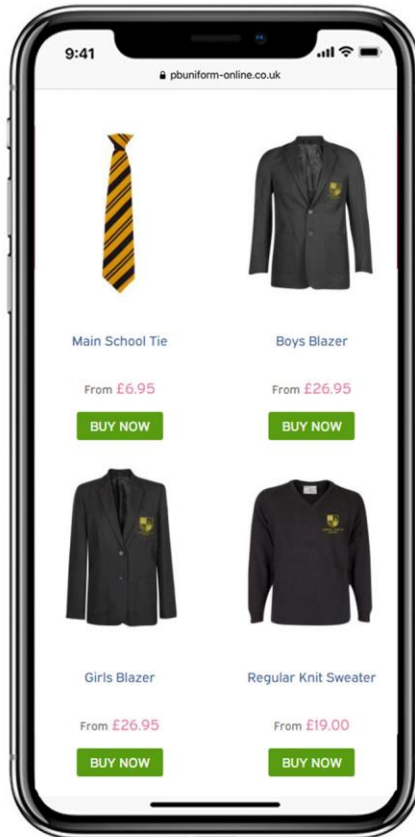 9:41
pbuniform-online.co.uk
Main School Tie
Boys Blazer
From £6.95
From £26.95
BUY NOW
BUY NOW
Girls Blazer
Regular Knit Sweater
From £26.95
From £19.00
BUY NOW
BUY NOW